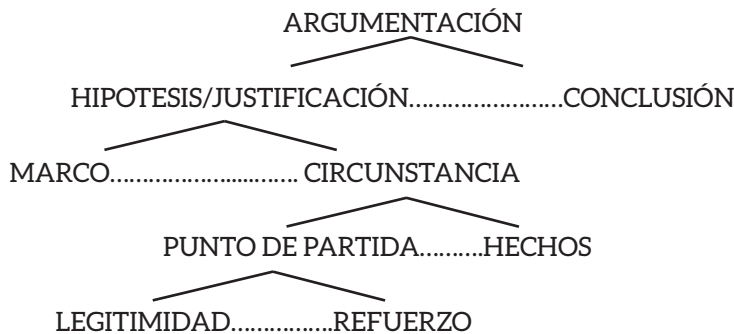 ARGUMENTACIÓN
HIPOTESIS/JUSTIFICACIÓN........................CONCLUSIÓN
MARCO............................ CIRCUNSTANCIA
PUNTO DE PARTIDA..........HECHOS
LEGITIMIDAD................REFUERZO